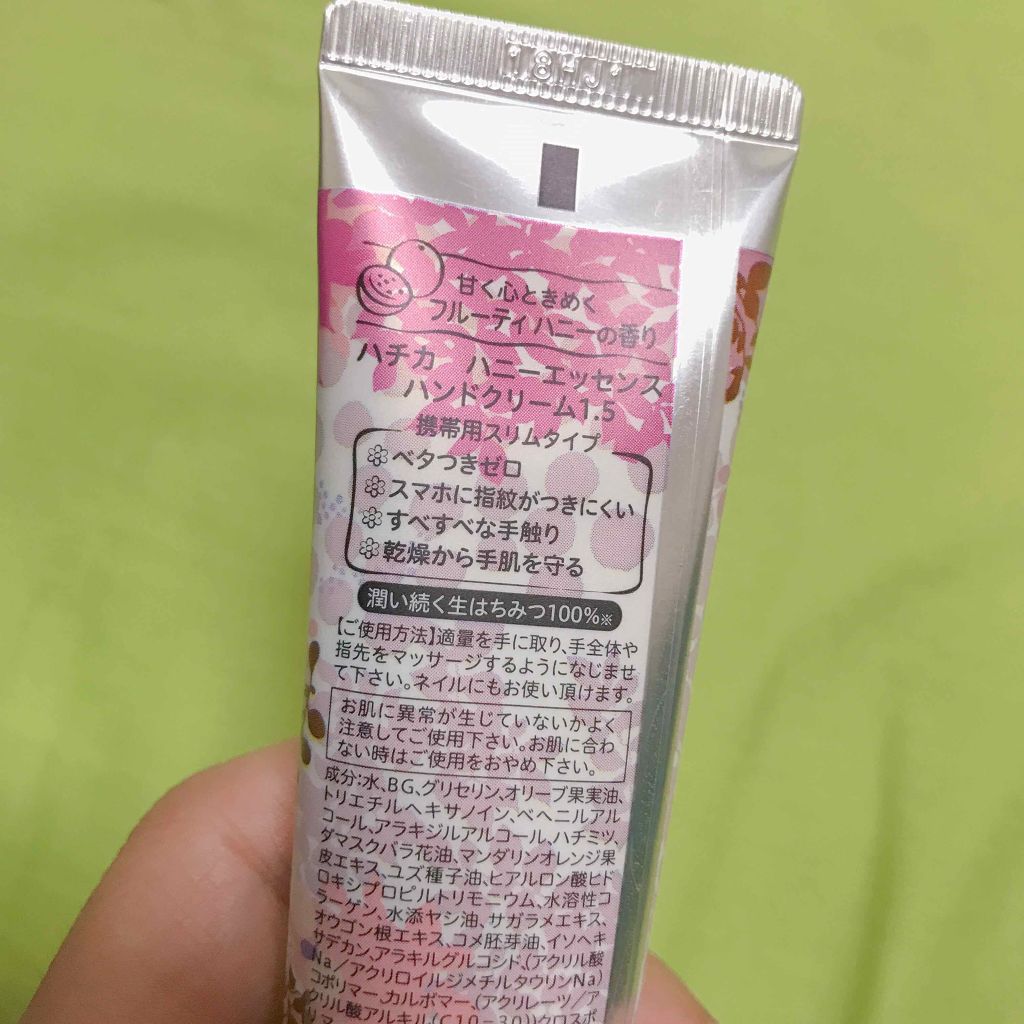 18HJ
甘く心ときめく
フルーティハニーの香り
ハチカ ハニーエッセンス
ハンドクリーム1.5
携帯用スリムタイプ
ベタつきゼロ
スマホに指紋がつきにくい
すべすべな手触り
乾燥から手肌を守る
潤い続く生はちみつ100%※
【ご使用方法】適量を手に取り、手全体や
指先をマッサージするようになじませ
て下さい。ネイルにもお使い頂けます。
お肌に異常が生じていないかよく
注意してご使用下さい。お肌に合わ
ない時はご使用をおやめ下さい。
成分:水、BG、グリセリン、オリーブ果実油、
トリエチルヘキサノイン、ベヘニルアル
コール、アラキジルアルコール、ハチミツ、
ダマスクバラ花油、マンダリンオレンジ果
皮エキス、ユズ種子油、ヒアルロン酸ヒド
ロキシプロピルトリモニウム、水溶性コ
ラーゲン、水添ヤシ油、サガラメエキス、
オウゴン根エキス、コメ胚芽油、イソヘキ
サデカン、アラキルグルコシド、(アクリル酸
Na/アクリロイルジメチルタウリンNa)
コポリマー、カルボマー、(アクリレーツ/ア
クリル酸アルキル(C10-30))クロスポ